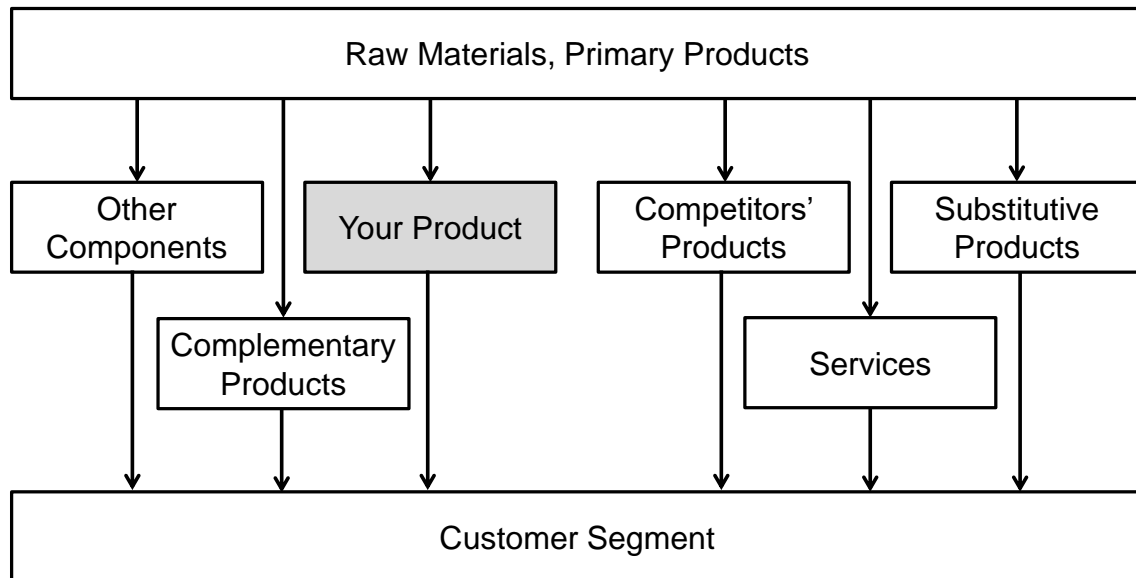 Raw Materials, Primary Products
Other
Components
Your Product
Competitors’
Products
Substitutive
Products
Complementary
Products
Services
Customer Segment